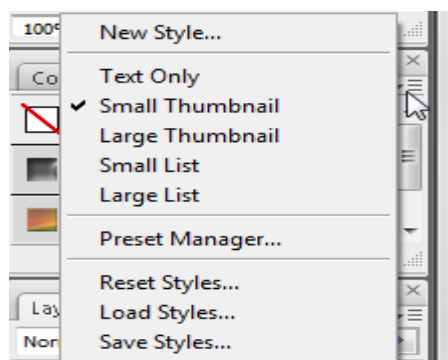 100%
New Style...
Co
Text Only
Small Thumbnail
Large Thumbnail
Small List
Large List
Preset Manager...
Reset Styles...
Lay
Load Styles...
Nor
Save Styles...